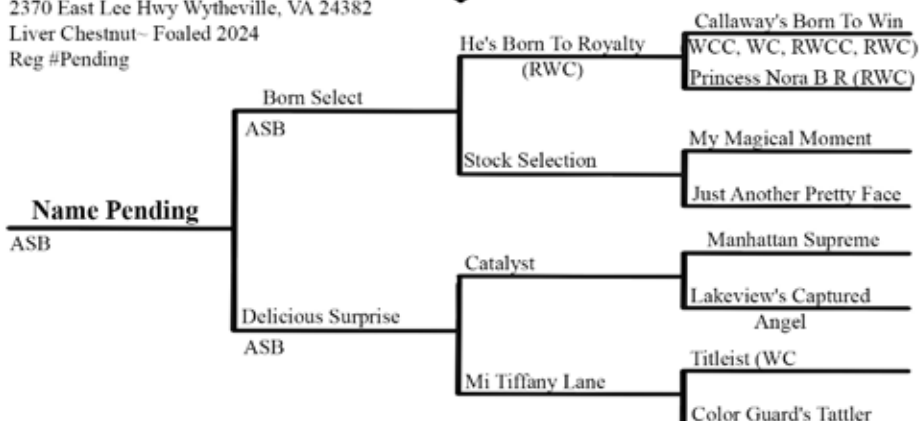 2370 East Lee Hwy Wytheville, VA 24382
Liver Chestnut~ Foaled 2024
Reg #Pending
Callaway's Born To Win
WCC, WC, RWCC, RWC)
He's Born To Royalty
(RWC)
Princess Nora B R (RWC)
Born Select
ASB
My Magical Moment
Stock Selection
Just Another Pretty Face
Name Pending
ASB
Manhattan Supreme
Catalyst
Lakeview's Captured
Angel
Delicious Surprise
ASB
Titleist (WC
Mi Tiffany Lane
Color Guard's Tattler